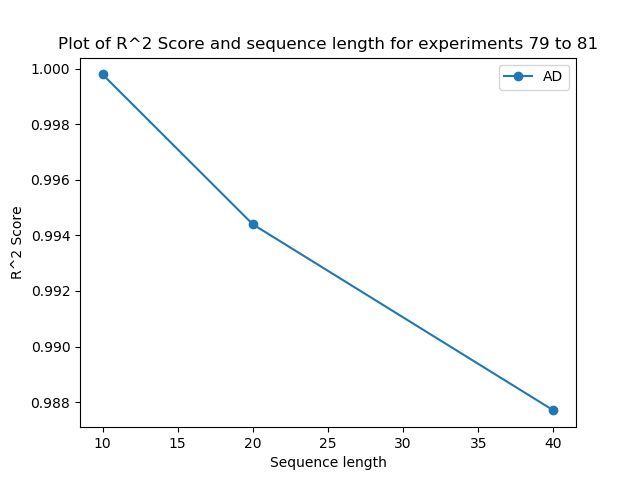 Plot of R^2 Score and sequence length for experiments 79 to 81
AD
1.000
0.998
0.996
0.994
0.992
0.990
0.988
R^2 Score
10 15 20 25 30 35 40
Sequence length